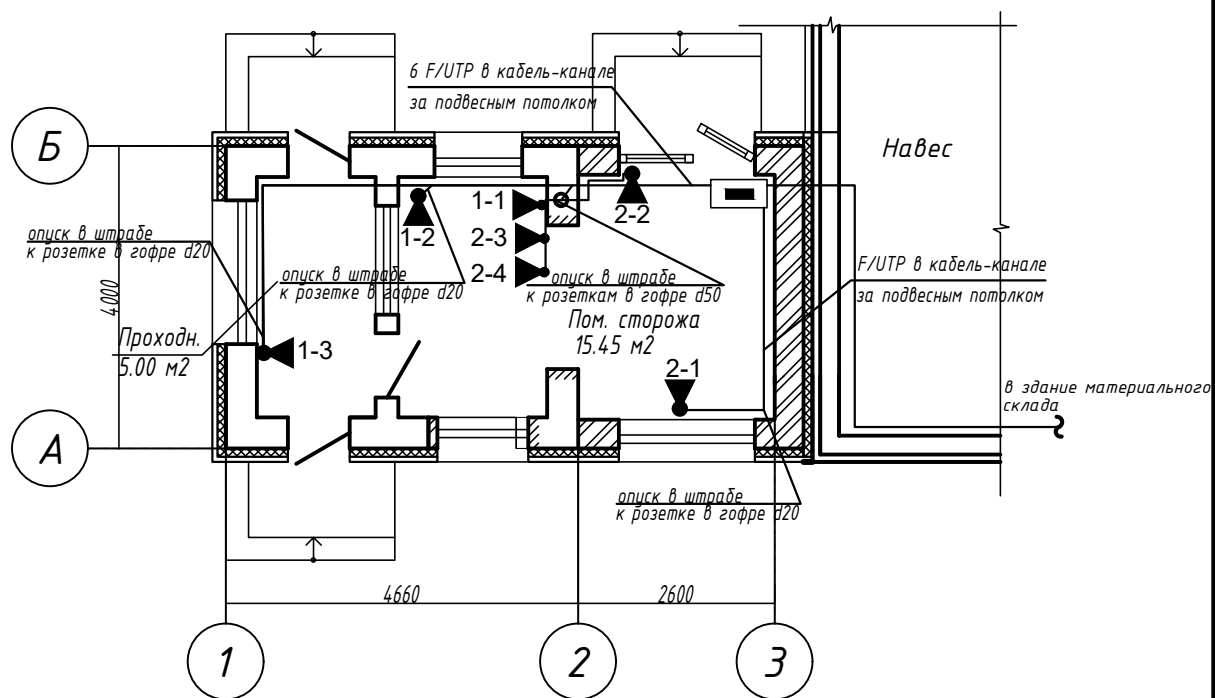 6 F/UTP в кабель-канале
за подвесным потолком
Б
Навес
1-1
1-2
2-2
опуск в штрабе
к розетке в гофре d20
2-3
опуск в штрабе
к розетке в гофре d20
2-4
опуск в штрабе
к розеткам в гофре d50
F/UTP в кабель-канале
за подвесным потолком
4000
Проходн.
5.00 м2
1-3
Пом. сторожа
15.45 м2
2-1
в здание материального
склада
А
опуск в штрабе
к розетке в гофре d20
4660
2600
1
2
3